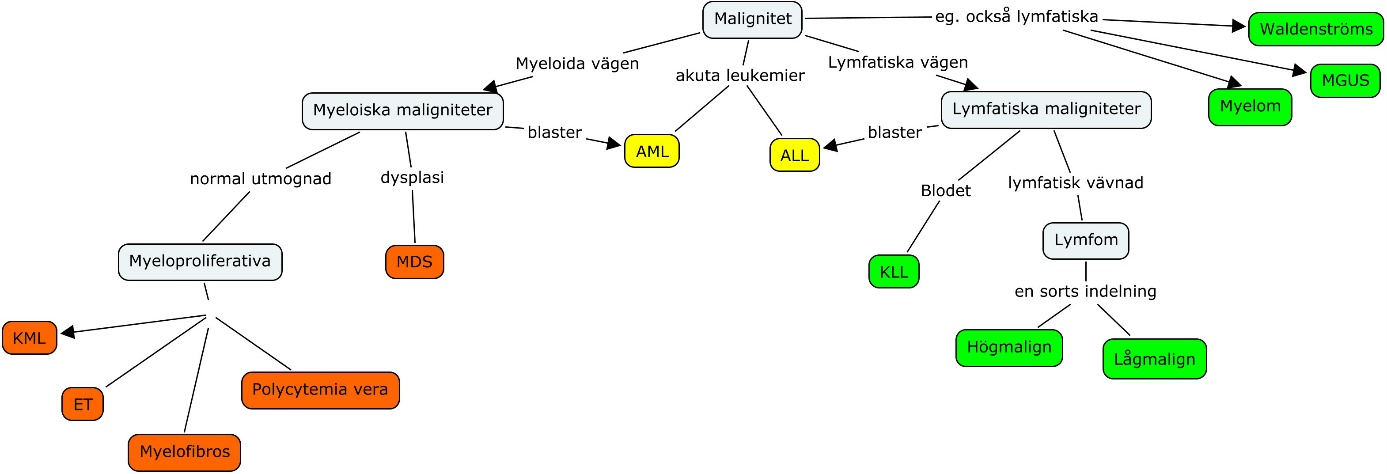 Malignitet
eg. också lymfatiska
Waldenströms
Myeloida vägen
akuta leukemier
Lymfatiska vägen
MGUS
Myelom
Myeloiska maligniteter
Lymfatiska maligniteter
blaster
AML
ALL
blaster
normal utmognad
dysplasi
Blodet
lymfatisk vävnad
Myeloproliferativa
MDS
KLL
Lymfom
en sorts indelning
KML
Högmalign
Lågmalign
ET
Polycytemia vera
Myelofibros